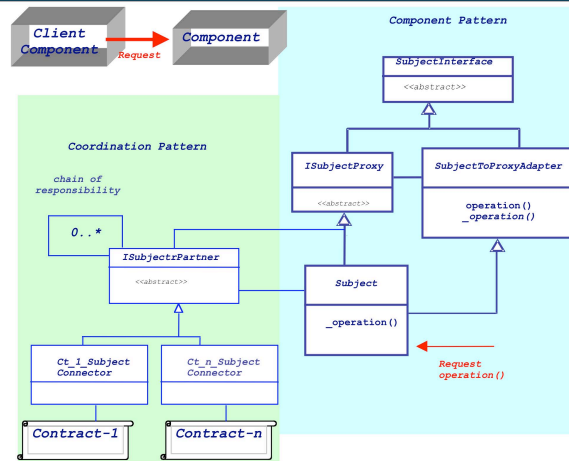 Client
Component
Request
Component
Component Pattern
SubjectInterface
<<abstract>>
Coordination Pattern
chain of
responsibility
0..*
ISubjectProxy
<<abstract>>
SubjectToProxyAdapter
operation()
_operation()
ISubjectrPartner
<<abstract>>
Subject
_operation()
Request
operation()
Ct_1_Subject
Connector
Ct_n_Subject
Connector
Contract-1
Contract-n